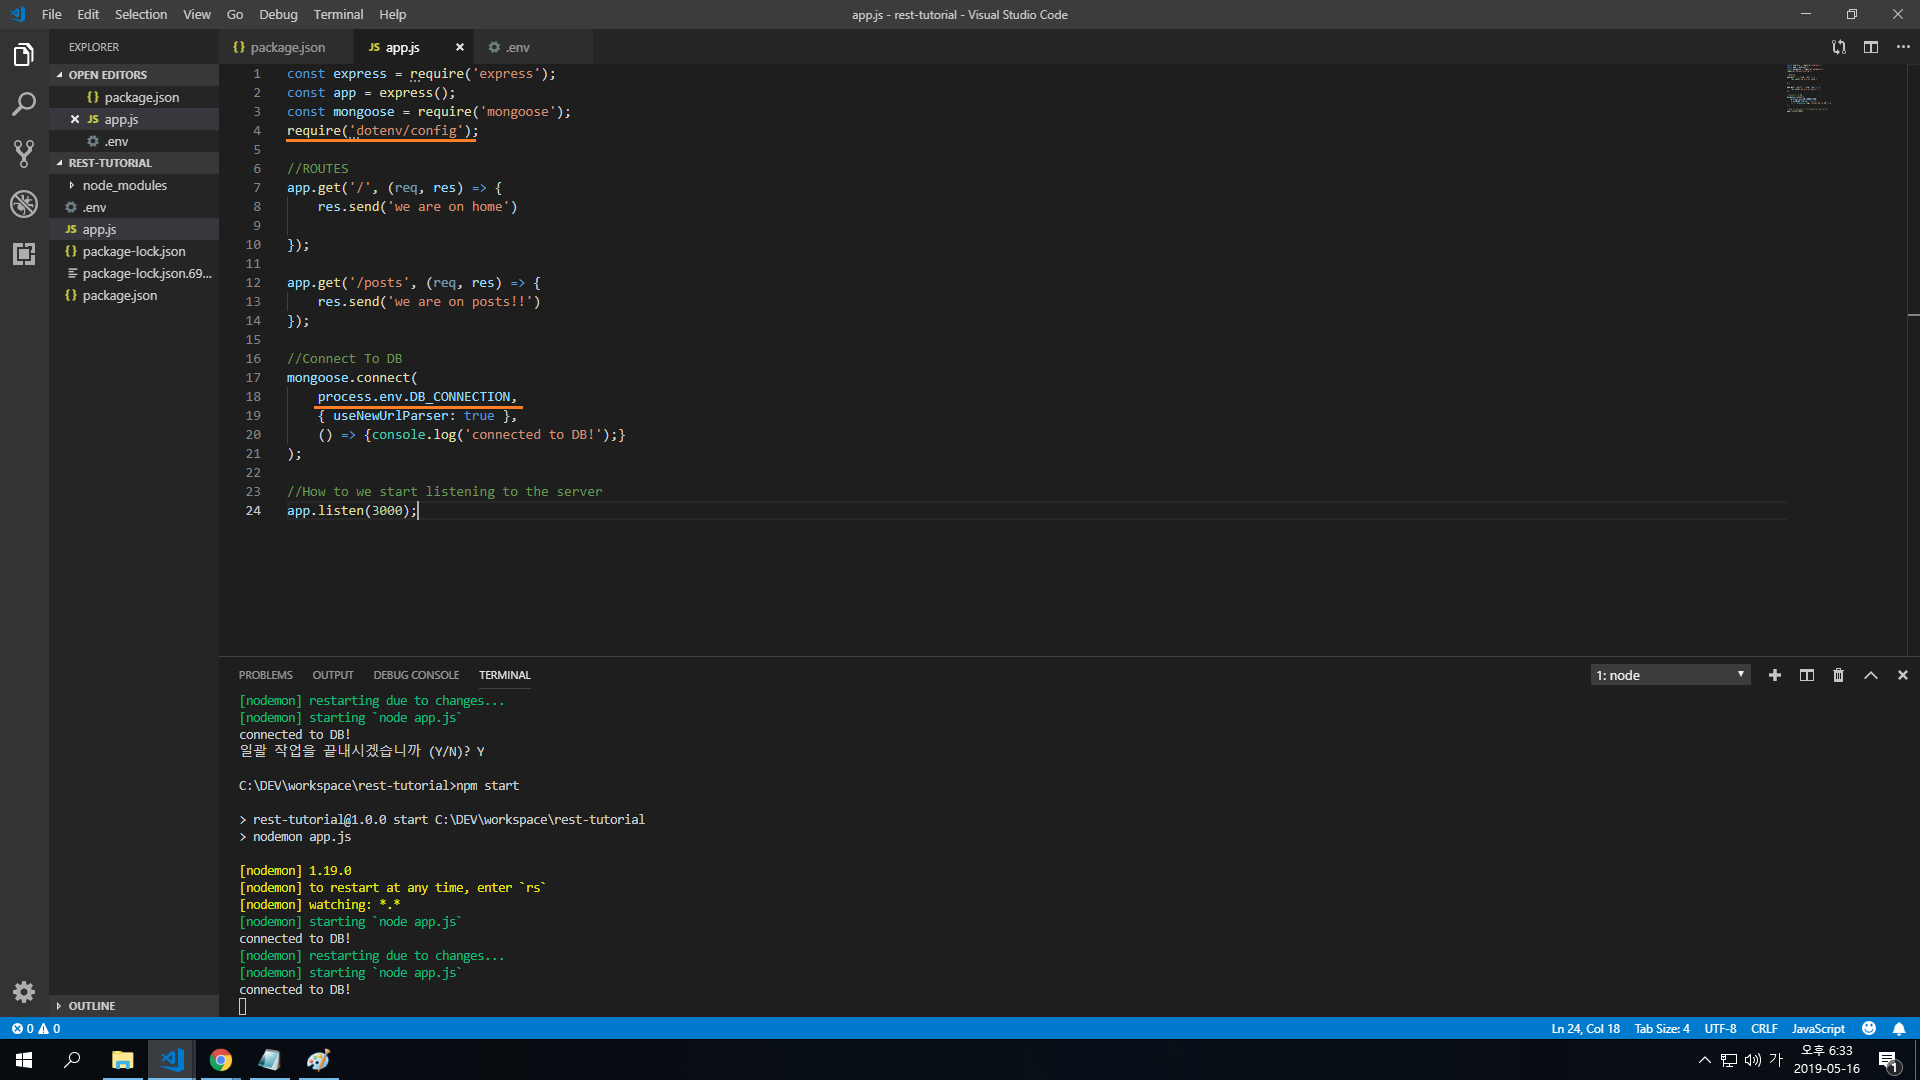 File Edit Selection View Go Debug Terminal Help
app.js - rest-tutorial - Visual Studio Code
EXPLORER
OPEN EDITORS
{} package.json
JS app.js
.env
REST-TUTORIAL
node_modules
.env
JS app.js
{} package-lock.json
package-lock.json.69...
{} package.json
OUTLINE
{} package.json
JS app.js
.env
1 const express = require('express');
2 const app = express();
3 const mongoose = require('mongoose');
4 require('dotenv/config');
5
6 //ROUTES
7 app.get('/', (req, res) => {
8 res.send('we are on home')
9
10 });
11
12 app.get('/posts', (req, res) => {
13 res.send('we are on posts!!')
14 });
15
16 //Connect To DB
17 mongoose.connect(
18 process.env.DB_CONNECTION,
19 { useNewUrlParser: true },
20 () => {console.log('connected to DB!');}
21 );
22
23 //How to we start listening to the server
24 app.listen(3000);
PROBLEMS OUTPUT DEBUG CONSOLE TERMINAL
1: node
[nodemon] restarting due to changes...
[nodemon] starting `node app.js`
connected to DB!
일괄 작업을 끝내시겠습니까 (Y/N)? Y
C:\DEV\workspace\rest-tutorial>npm start
> rest-tutorial@1.0.0 start C:\DEV\workspace\rest-tutorial
> nodemon app.js
[nodemon] 1.19.0
[nodemon] to restart at any time, enter `rs`
[nodemon] watching: *.*
[nodemon] starting `node app.js`
connected to DB!
[nodemon] restarting due to changes...
[nodemon] starting `node app.js`
connected to DB!
0 0
Ln 24, Col 18 Tab Size: 4 UTF-8 CRLF JavaScript
가
오후 6:33
2019-05-16
1